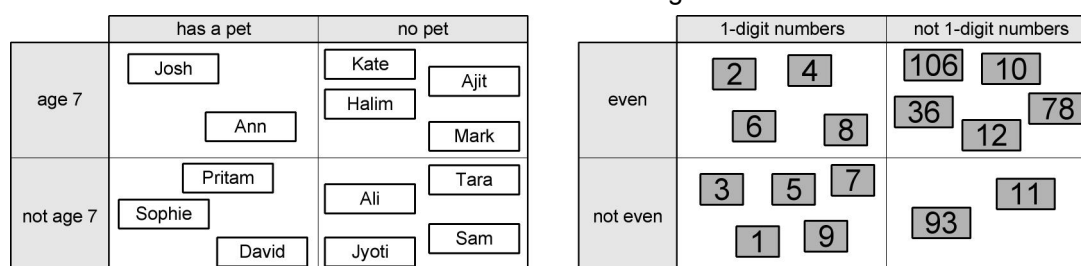 has a pet
no pet
age 7
Josh
Ann
Kate
Ajit
Halim
Mark
not age 7
Pritam
Sophie
David
Tara
Ali
Sam
Jyoti
1-digit numbers
not 1-digit numbers
even
2
4
6
8
106
10
36
78
12
not even
3
5
7
1
9
11
93